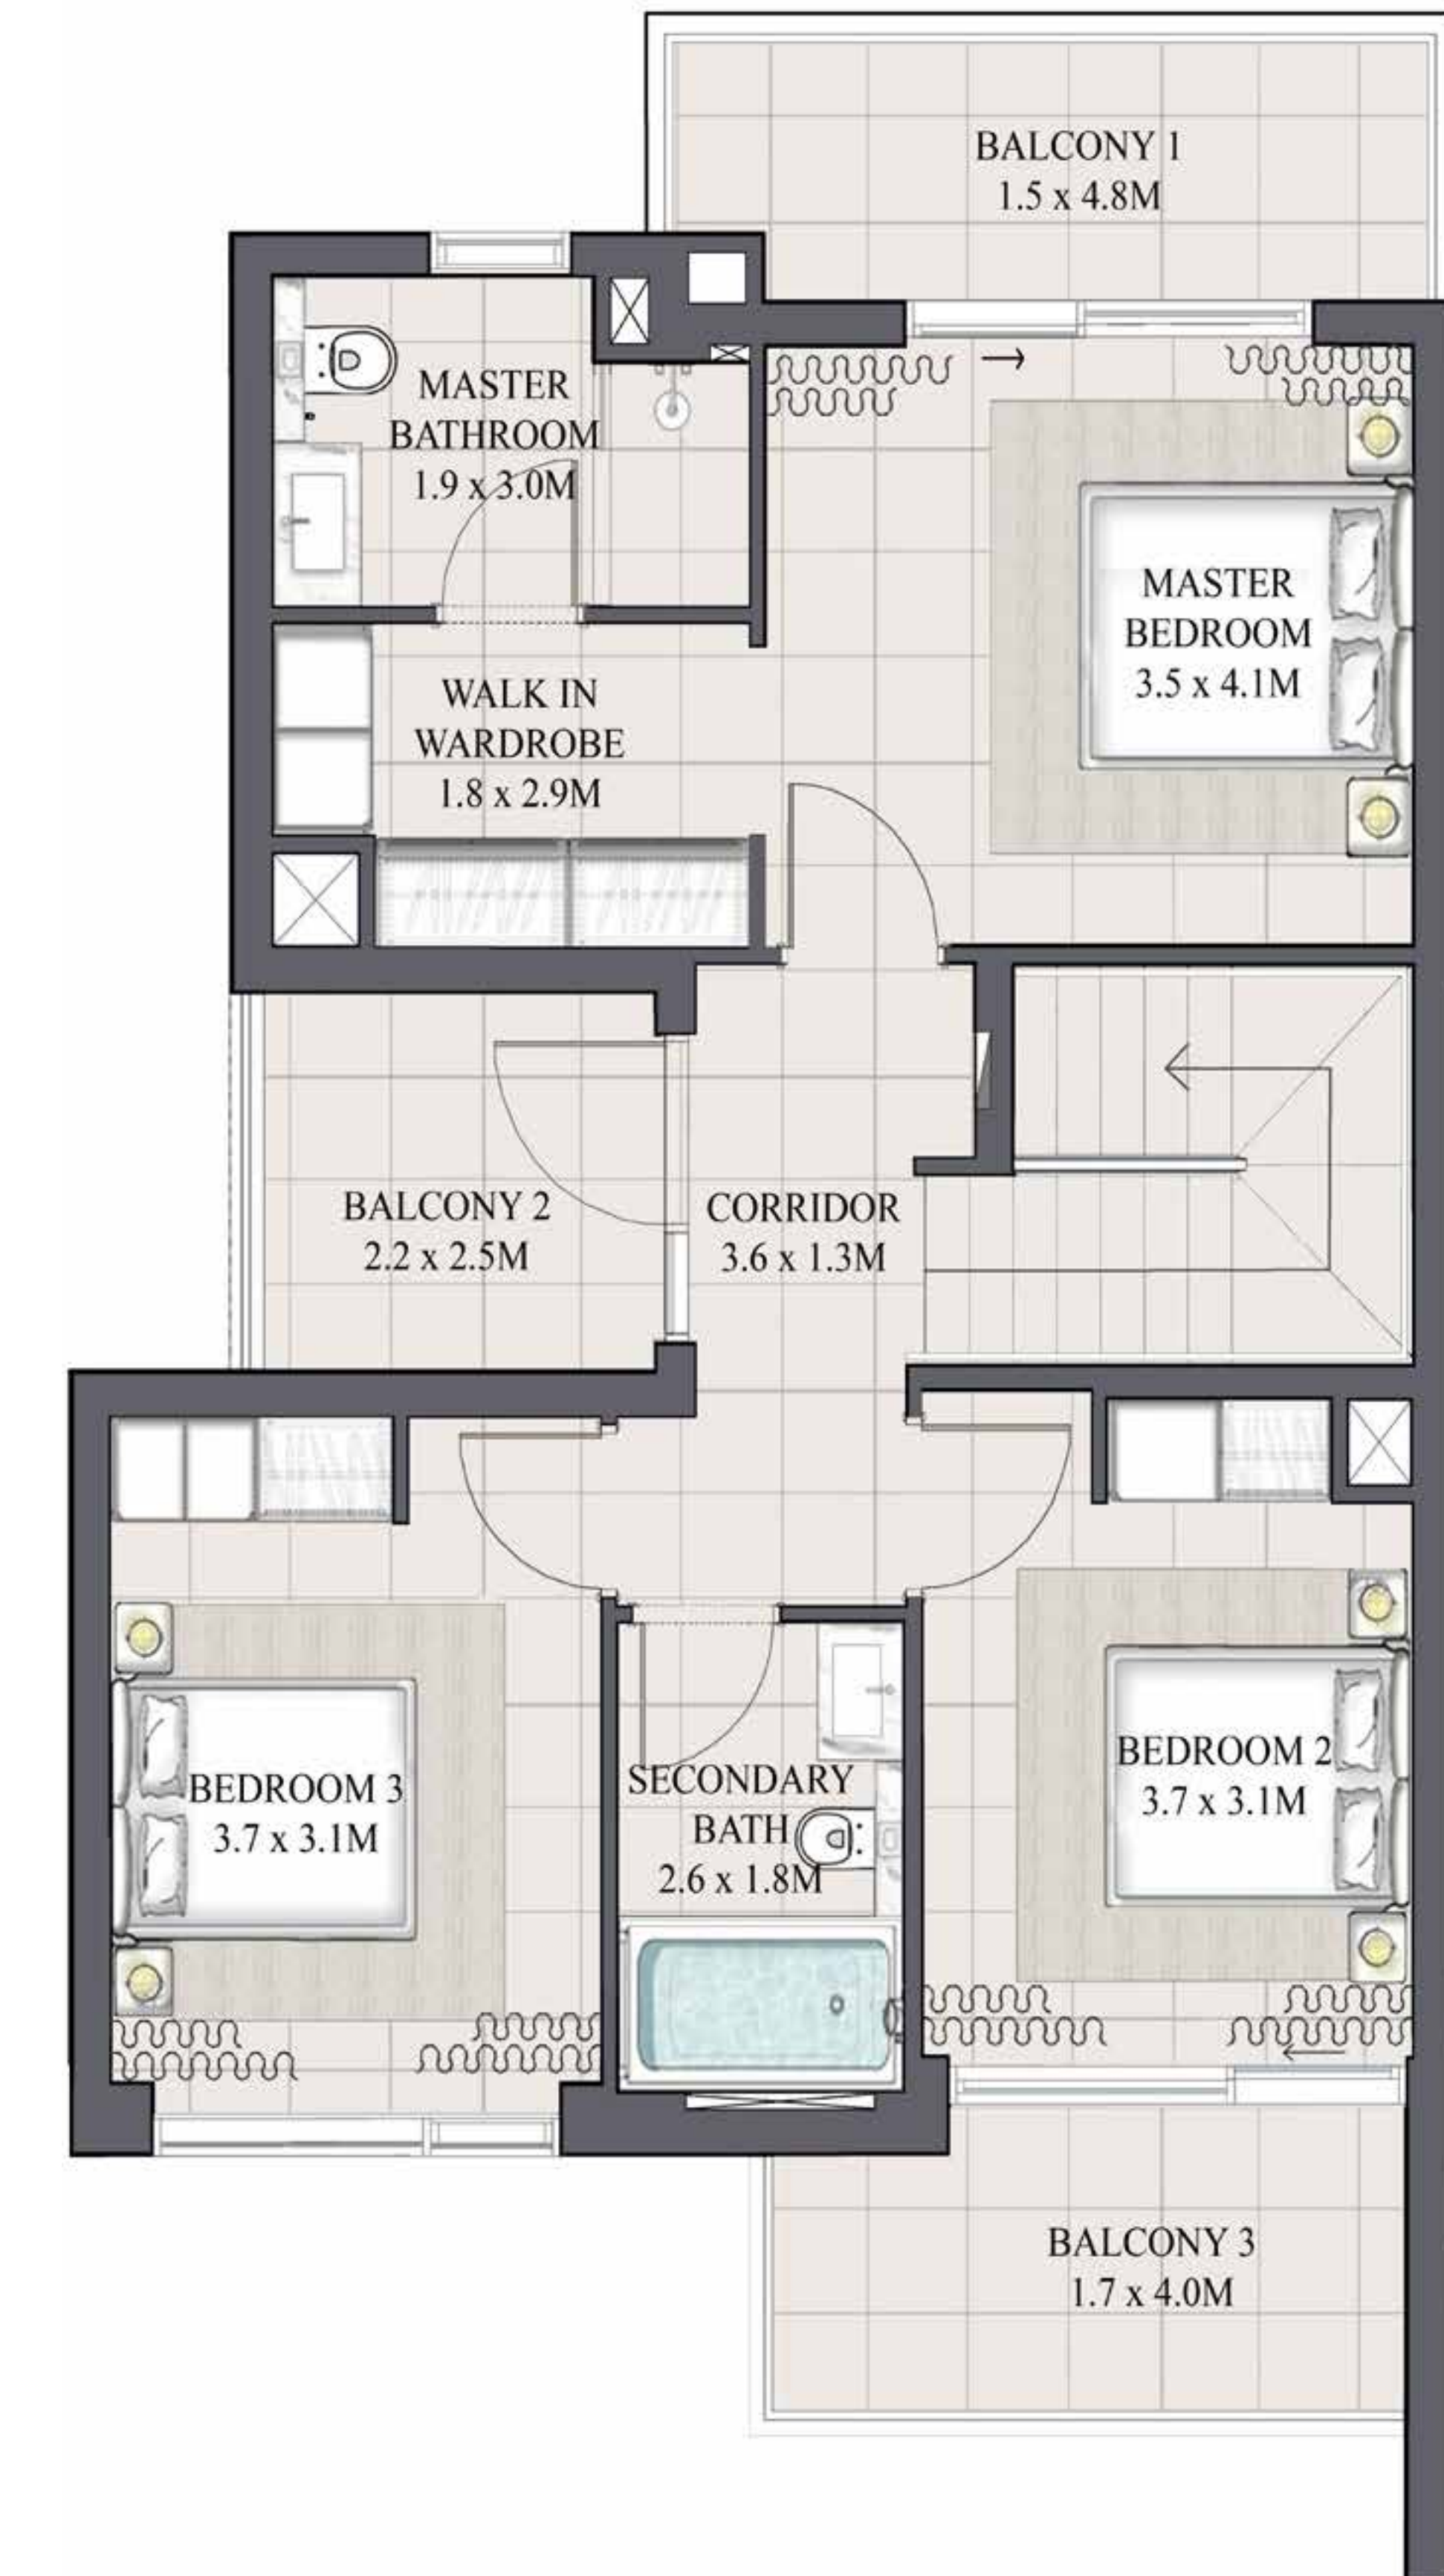 BALCONY 1
1.5 x 4.8M
MASTER
BATHROOM
1.9 x 3.0M
MASTER
BEDROOM
3.5 x 4.1M
WALK IN
WARDROBE
1.8 x 2.9M
BALCONY 2
2.2 x 2.5M
CORRIDOR
3.6 x 1.3M
BEDROOM 3
3.7 x 3.1M
SECONDARY
BATH
2.6 x 1.8M
BEDROOM 2
3.7 x 3.1M
BALCONY 3
1.7 x 4.0M